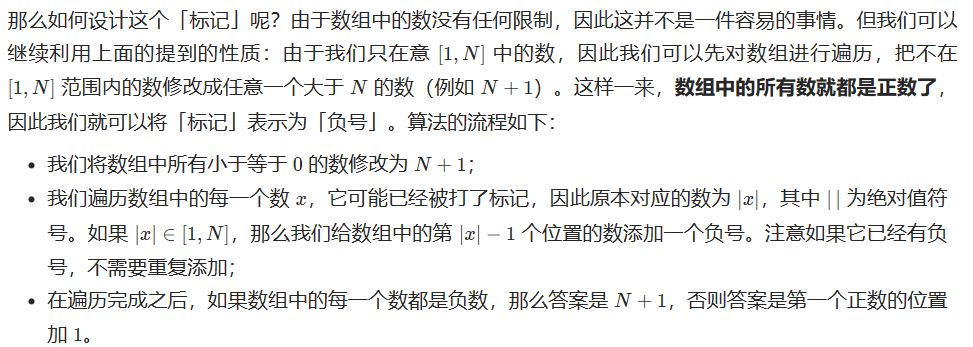 那么如何设计这个「标记」呢？由于数组中的数没有任何限制，因此这并不是一件容易的事情。但我们可以
继续利用上面的提到的性质：由于我们只在意 [1, N] 中的数，因此我们可以先对数组进行遍历，把不在
[1, N] 范围内的数修改成任意一个大于 N 的数（例如 N + 1）。这样一来，数组中的所有数就都是正数了，
因此我们就可以将「标记」表示为「负号」。算法的流程如下：
• 我们将数组中所有小于等于 0 的数修改为 N + 1；
• 我们遍历数组中的每一个数 x，它可能已经被打了标记，因此原本对应的数为 |x|，其中 | | 为绝对值符
号。如果 |x| ∈ [1, N]，那么我们给数组中的第 |x| − 1 个位置的数添加一个负号。注意如果它已经有负
号，不需要重复添加；
• 在遍历完成之后，如果数组中的每一个数都是负数，那么答案是 N + 1，否则答案是第一个正数的位置
加 1。